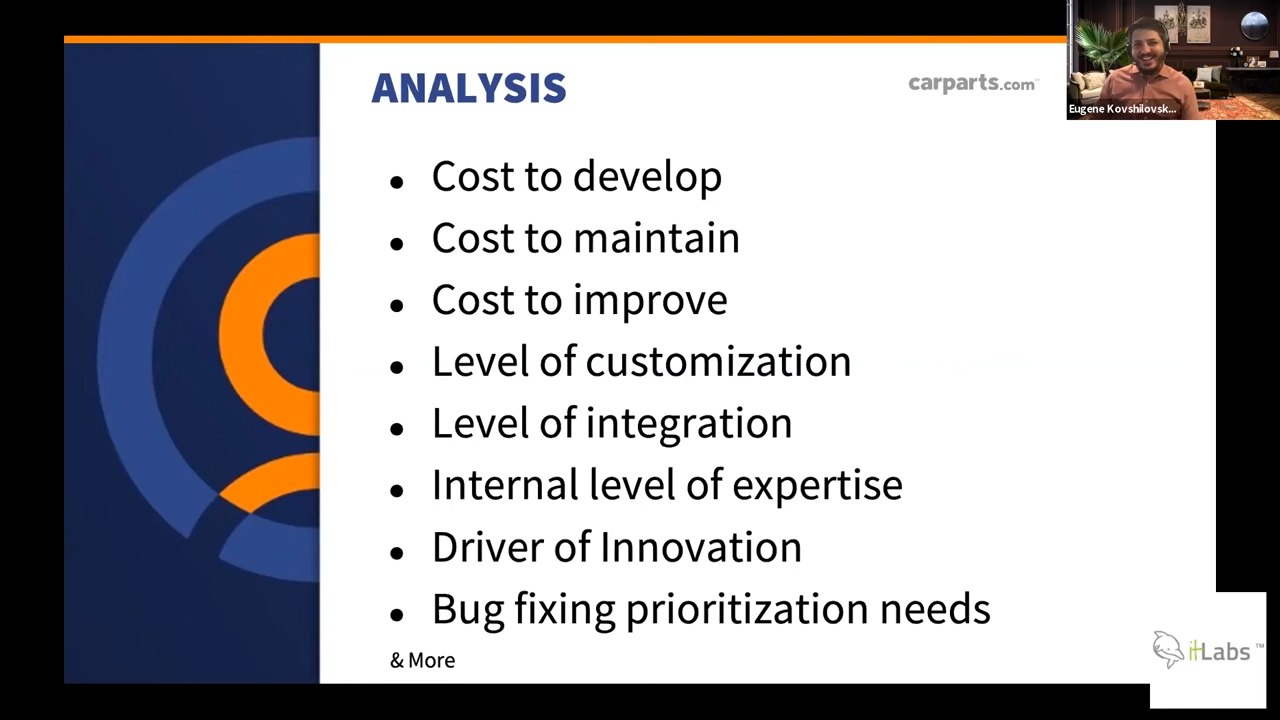 ANALYSIS
carparts.com
Eugene Kovshilovsk...
• Cost to develop
• Cost to maintain
• Cost to improve
• Level of customization
• Level of integration
• Internal level of expertise
• Driver of Innovation
• Bug fixing prioritization needs
& More
itLabs™